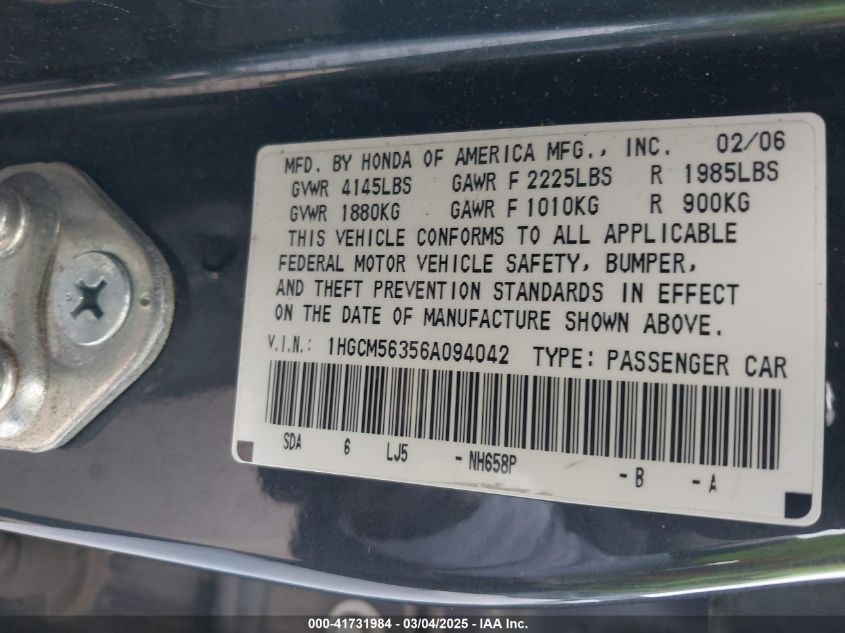 MFD. BY HONDA OF AMERICA MFG., INC. 02/06
GVWR 4145LBS GAWR F 2225LBS R 1985LBS
GVWR 1880KG GAWR F 1010KG R 900KG
THIS VEHICLE CONFORMS TO ALL APPLICABLE
FEDERAL MOTOR VEHICLE SAFETY, BUMPER,
AND THEFT PREVENTION STANDARDS IN EFFECT
ON THE DATE OF MANUFACTURE SHOWN ABOVE.
V.I.N.: 1HGCM56356A094042 TYPE: PASSENGER CAR
SDA 6 LJ5 - NH658P - B - A
000-41731984 - 03/04/2025 - IAAI, Inc.